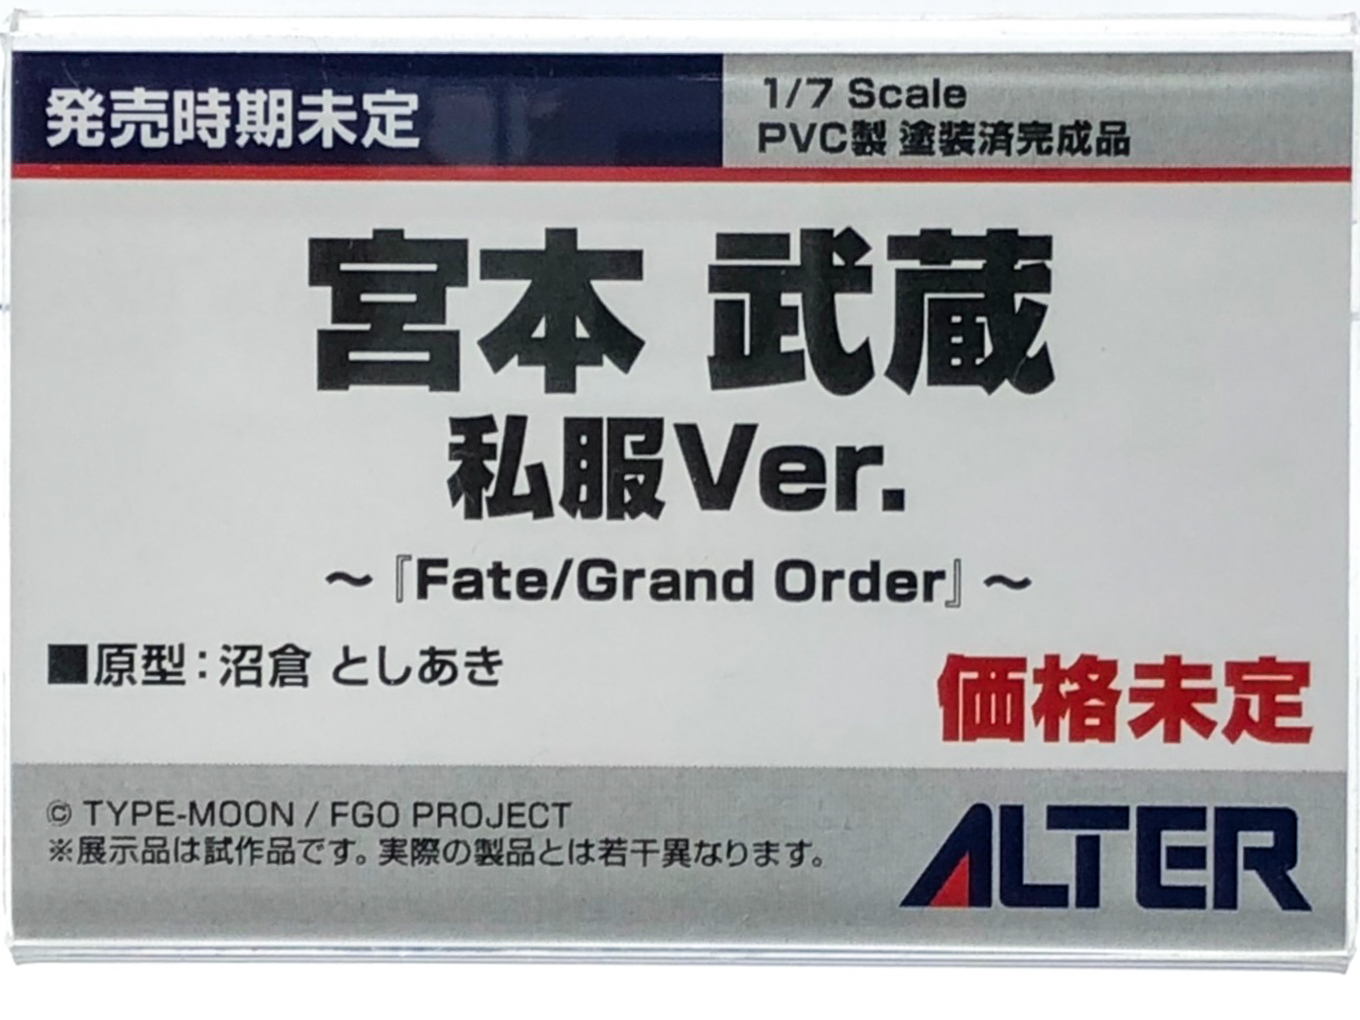 発売時期未定
1/7 Scale
PVC製 塗装済完成品
宮本 武蔵
私服Ver.
～『Fate/Grand Order』～
■原型：沼倉 としあき
価格未定
© TYPE-MOON / FGO PROJECT
※展示品は試作品です。実際の製品とは若干異なります。
ALTER